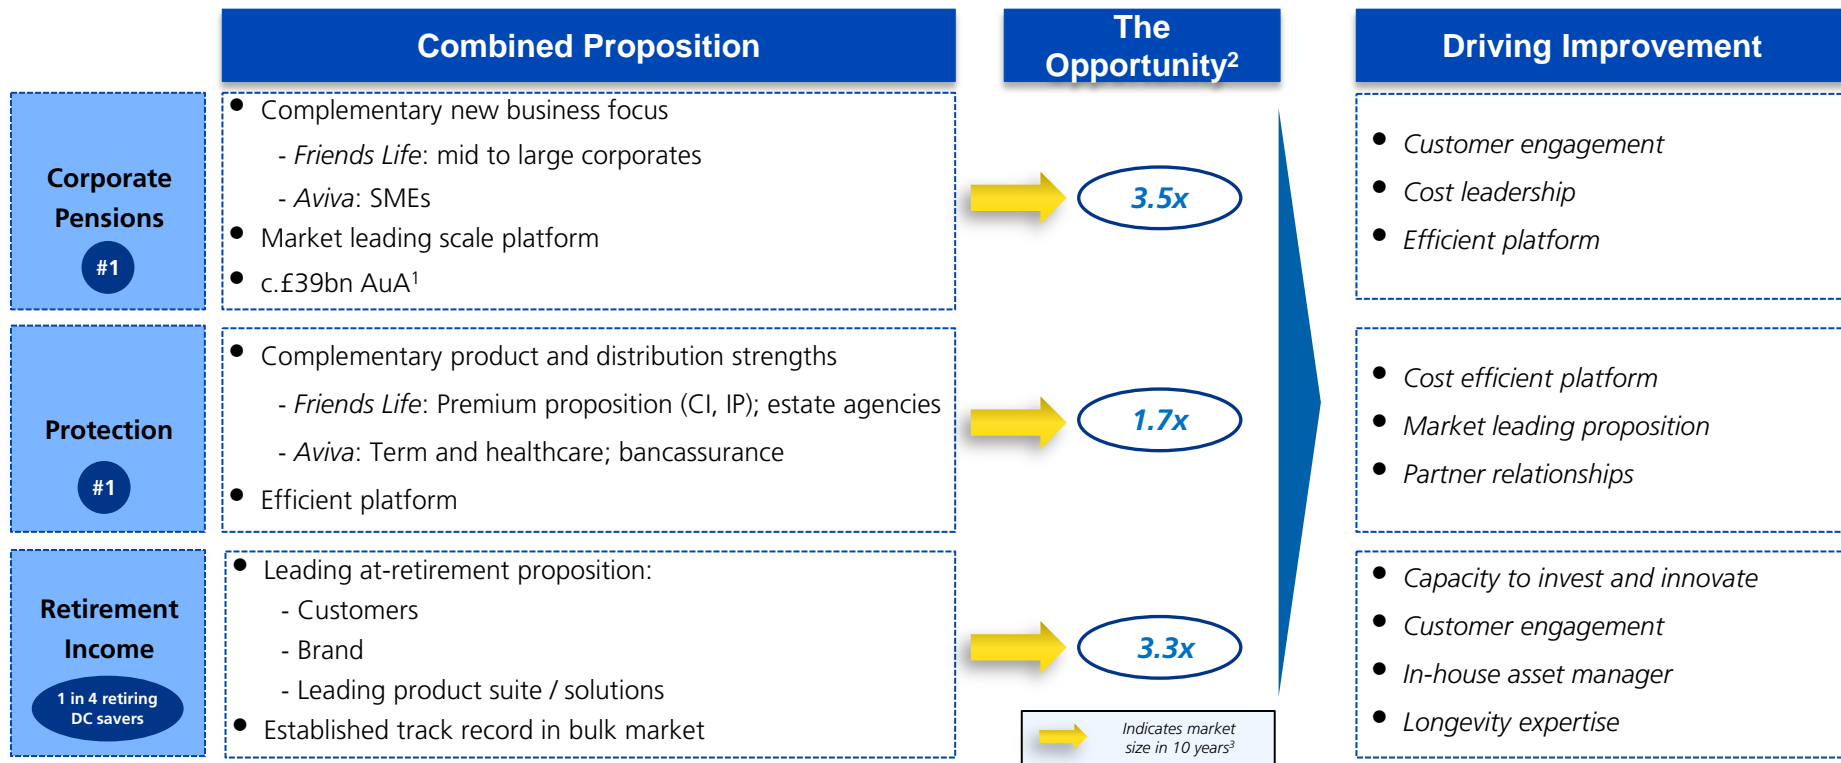 Combined Proposition
The
Opportunity2
Driving Improvement
Corporate
Pensions
#1
● Complementary new business focus
- Friends Life: mid to large corporates
- Aviva: SMEs
● Market leading scale platform
● c.£39bn AuA1
3.5x
● Customer engagement
● Cost leadership
● Efficient platform
Protection
#1
● Complementary product and distribution strengths
- Friends Life: Premium proposition (CI, IP); estate agencies
- Aviva: Term and healthcare; bancassurance
● Efficient platform
1.7x
● Cost efficient platform
● Market leading proposition
● Partner relationships
Retirement
Income
1 in 4 retiring
DC savers
● Leading at-retirement proposition:
- Customers
- Brand
- Leading product suite / solutions
● Established track record in bulk market
3.3x
Indicates market
size in 10 years3
● Capacity to invest and innovate
● Customer engagement
● In-house asset manager
● Longevity expertise